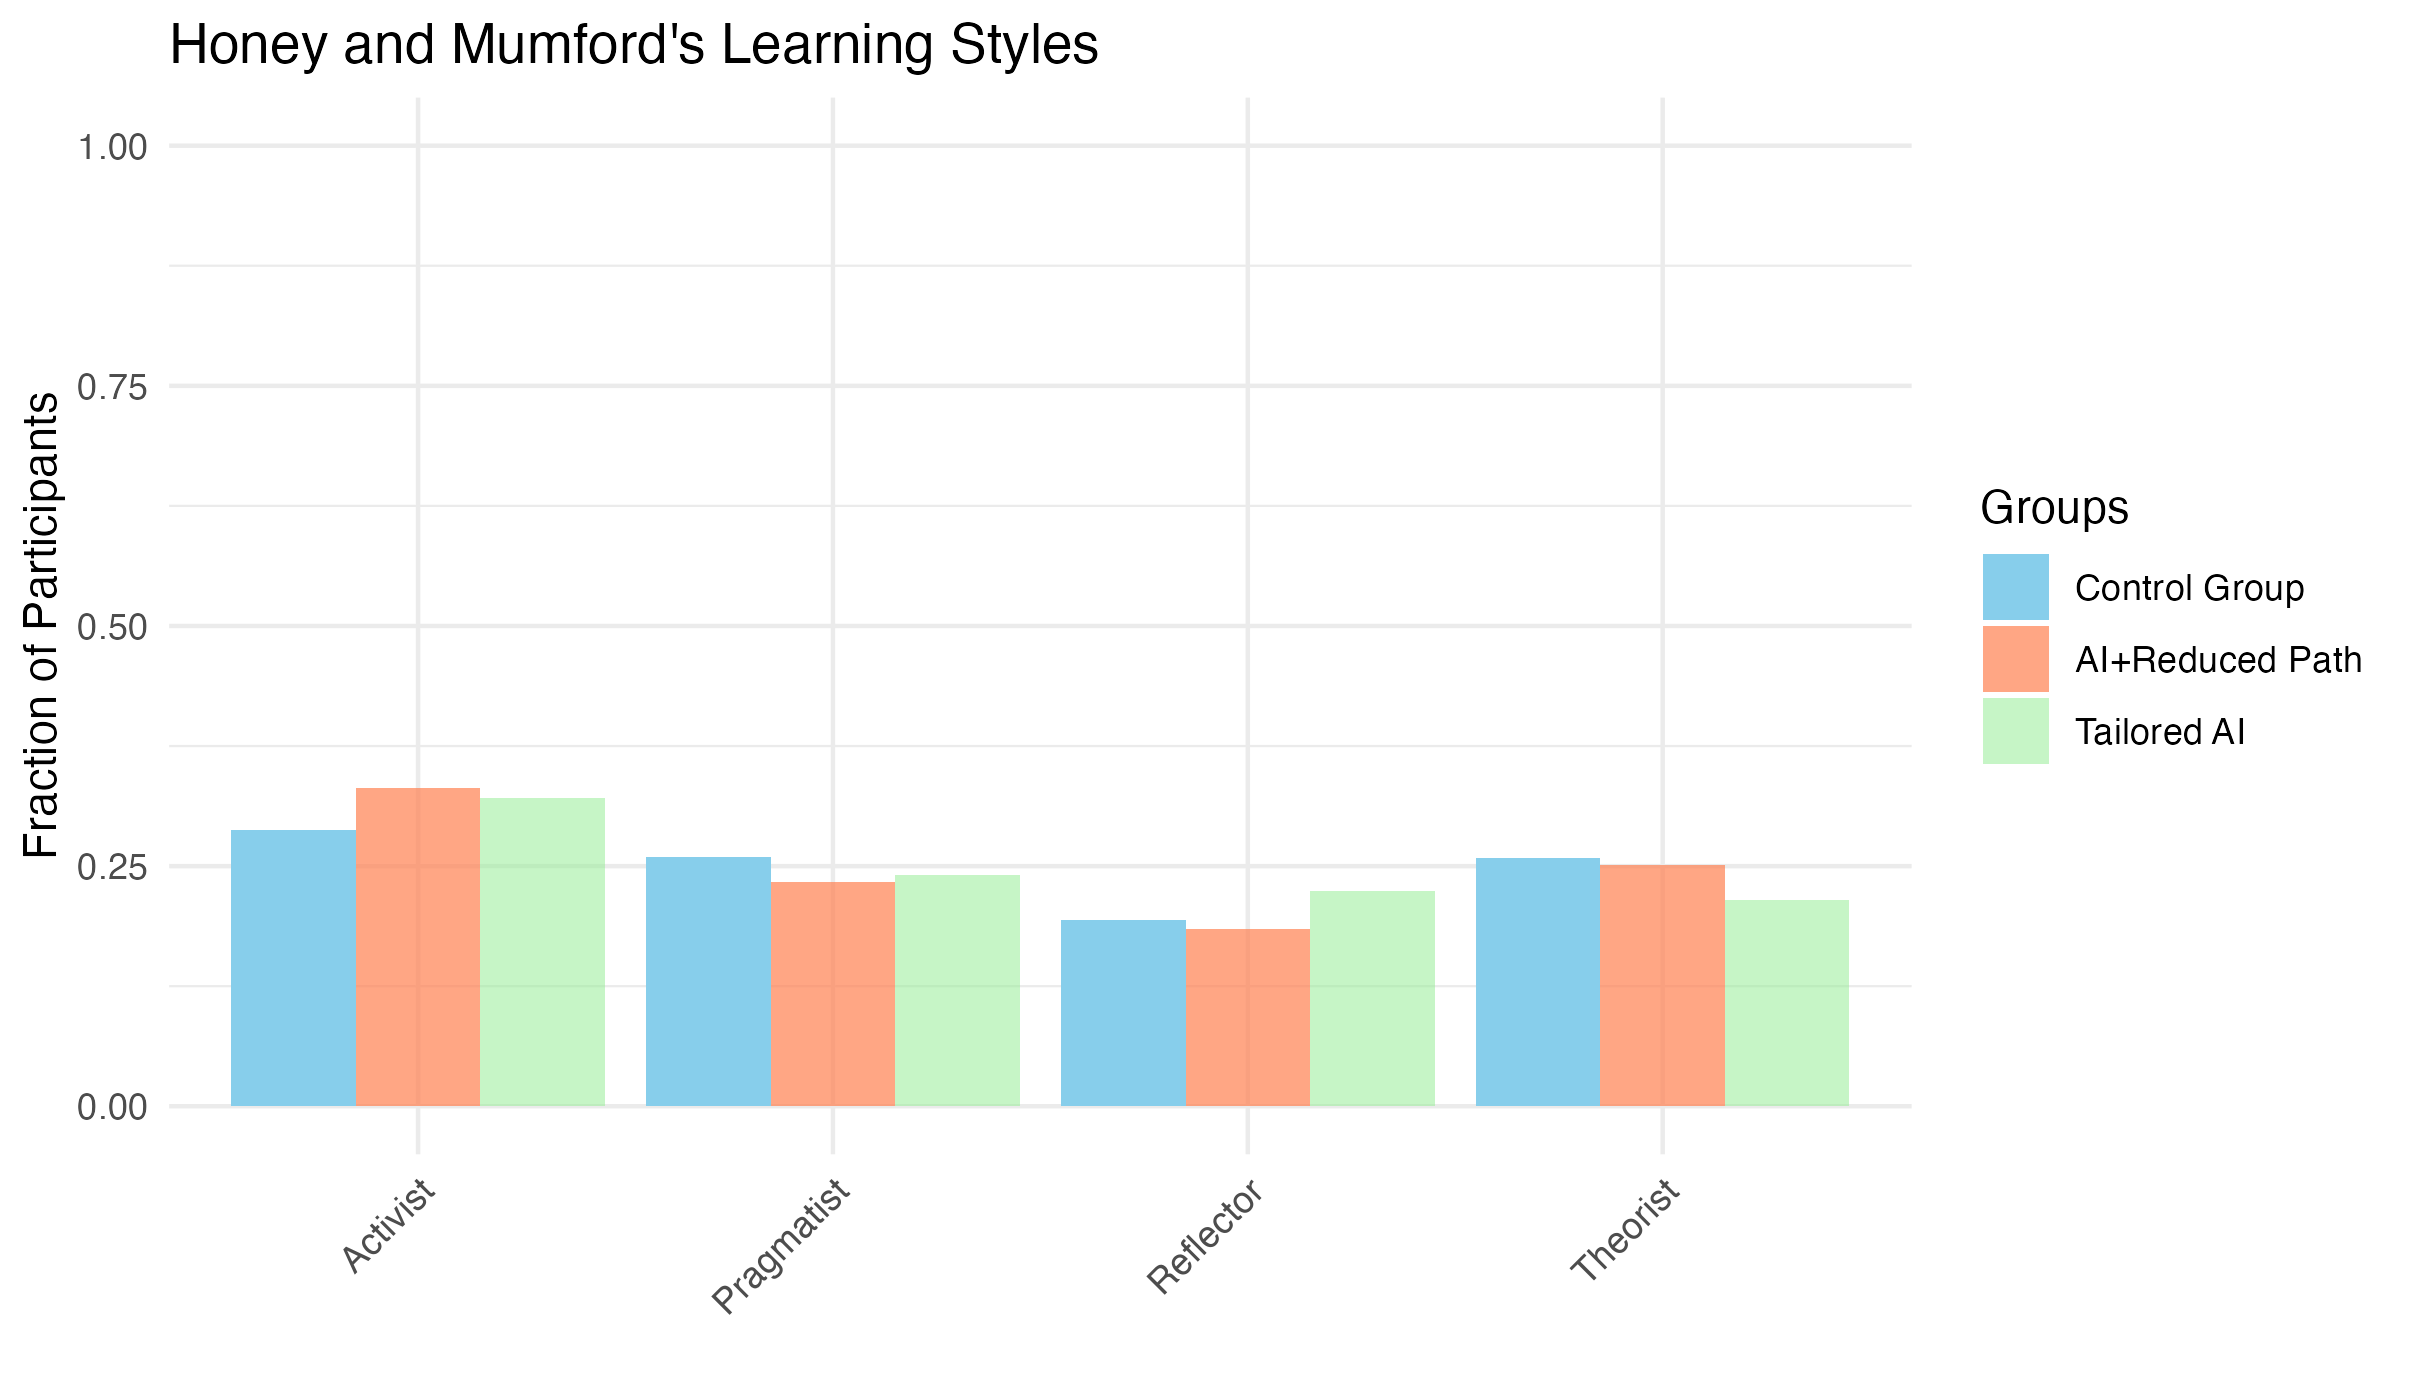 Honey and Mumford's Learning Styles
Fraction of Participants
1.00
0.75
0.50
0.25
0.00
Activist
Pragmatist
Reflector
Theorist
Groups
Control Group
AI+Reduced Path
Tailored AI